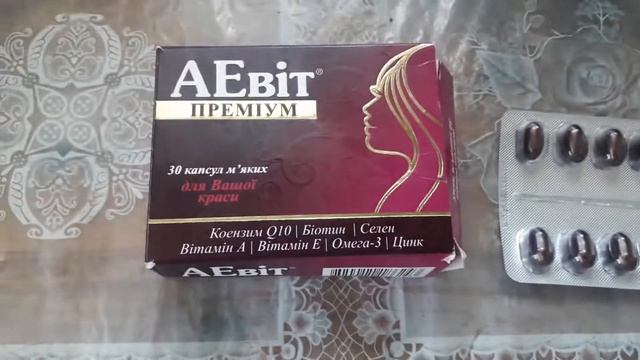 АЕвіт®
ПРЕМІУМ
30 капсул м'яких
для Вашої
краси
Коензим Q10 | Біотин | Селен
Вітамін А | Вітамін Е | Омега-3 | Цинк
АЕвіт